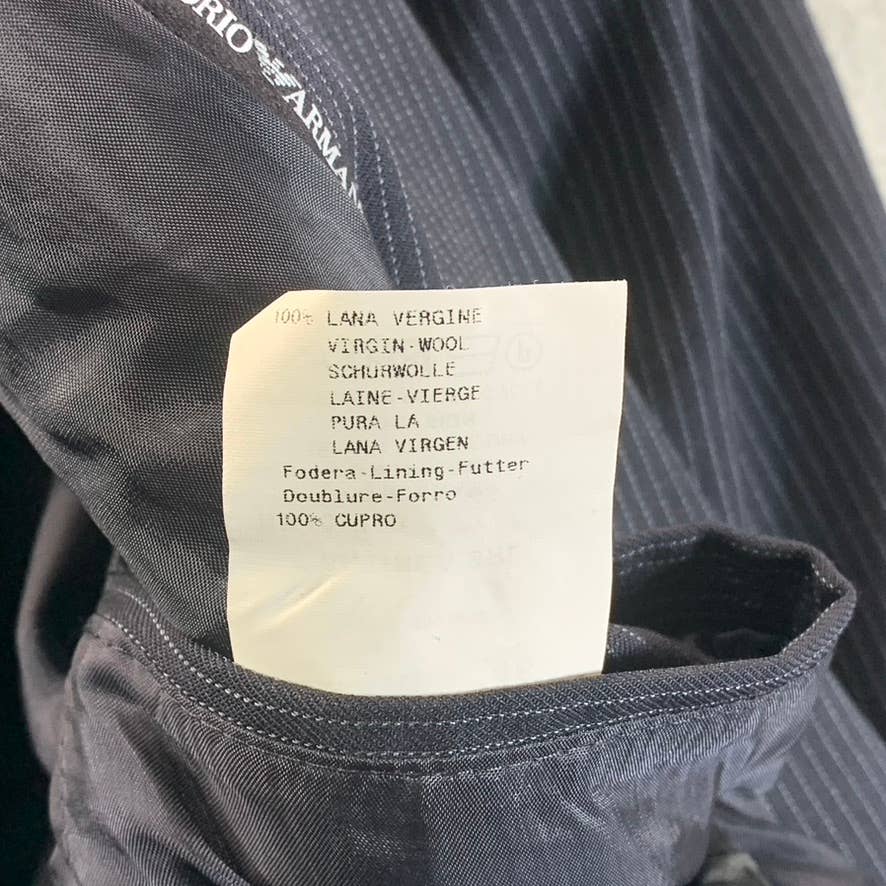 ORIO ARMAN
100% LANA VERGINE
VIRGIN-WOOL
SCHURWOLLE
LAINE-VIERGE
PURA LA
LANA VIRGEN
Fodera-Lining-Futter
Doublure-Forro
100% CUPRO